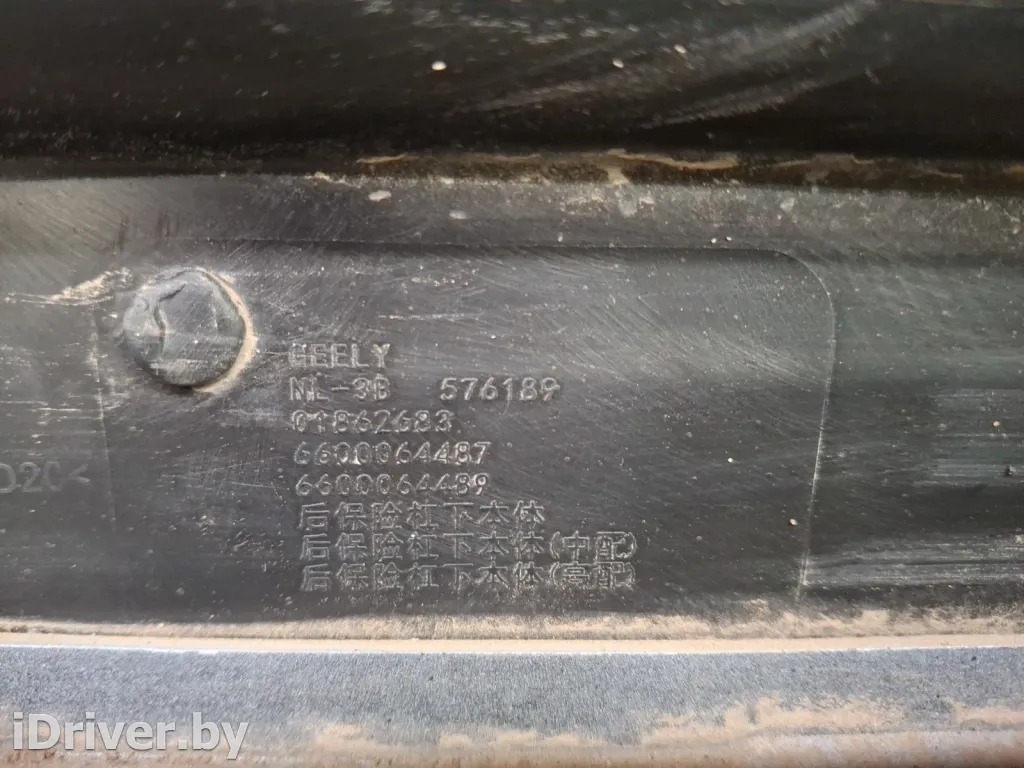 GEELY
NL-3B 576189
01862683
6600064487
6600064489
D20<
后保险杠下本体
后保险杠下本体(中配)
后保险杠下本体(高配)
iDriver.by